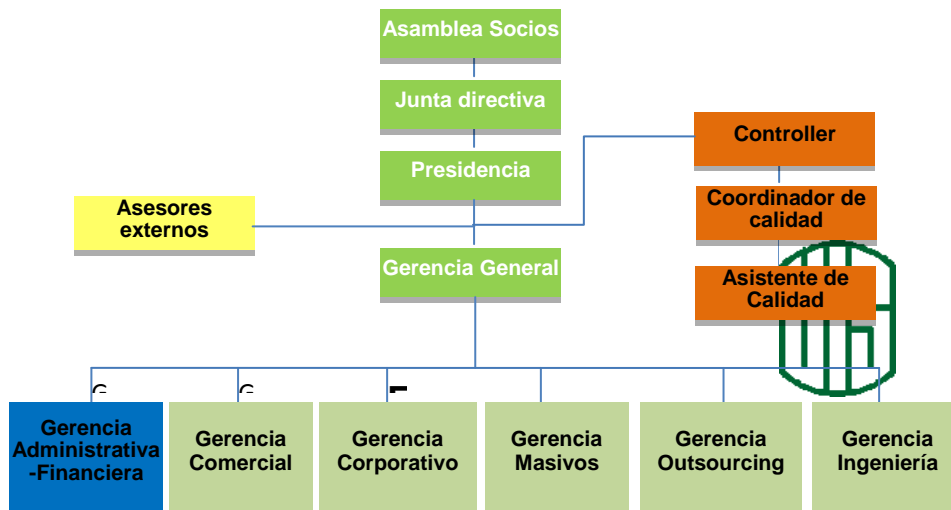 Asamblea Socios
Junta directiva
Presidencia
Controller
Asesores
externos
Coordinador de
calidad
Gerencia General
Asistente de
Calidad
Gerencia
Administrativa
-Financiera
Gerencia
Comercial
Gerencia
Corporativo
Gerencia
Masivos
Gerencia
Outsourcing
Gerencia
Ingeniería